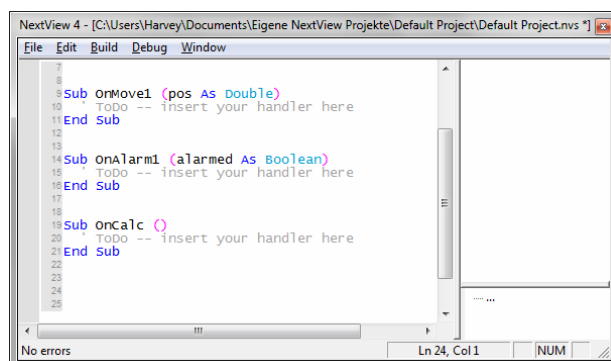 NextView 4 - [C:\Users\Harvey\Documents\Eigene NextView Projekte\Default Project\Default Project.nvs *]
File Edit Build Debug Window
7
8
9 Sub OnMove1 (pos As Double)
10 ' ToDo -- insert your handler here
11 End Sub
12
13
14 Sub OnAlarm1 (alarmed As Boolean)
15 ' ToDo -- insert your handler here
16 End Sub
17
18
19 Sub OnCalc ()
20 ' ToDo -- insert your handler here
21 End Sub
22
23
24
25
No errors Ln 24, Col 1 NUM